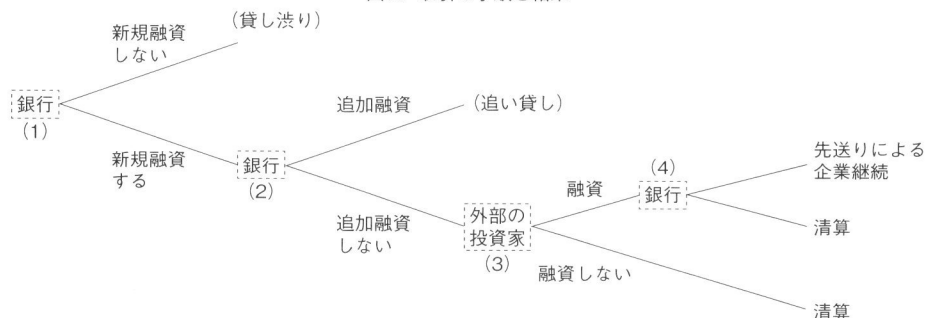 新規融資
しない
（貸し渋り）
銀行
（1）
新規融資
する
追加融資
（追い貸し）
銀行
（2）
追加融資
しない
外部の
投資家
（3）
融資
（4）
銀行
先送りによる
企業継続
清算
融資しない
清算